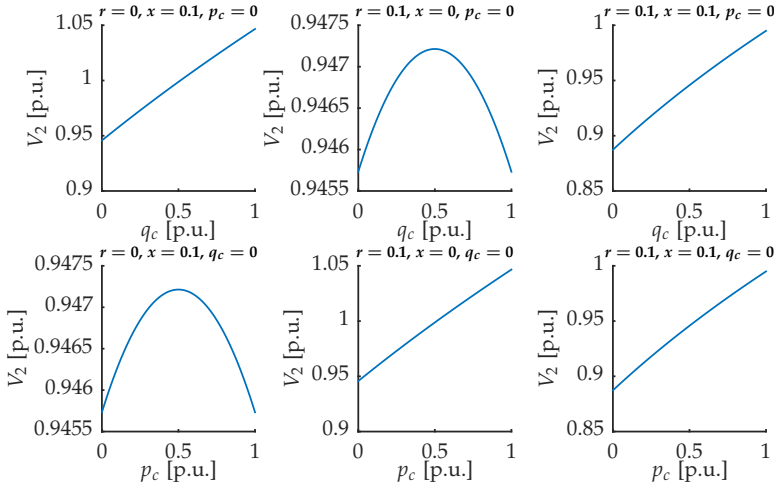 r = 0, x = 0.1, p_c = 0
1.05
1
0.95
0.9
V_2 [p.u.]
0 0.5 1
q_c [p.u.]
r = 0.1, x = 0, p_c = 0
0.9475
0.947
0.9465
0.946
0.9455
V_2 [p.u.]
0 0.5 1
q_c [p.u.]
r = 0.1, x = 0.1, p_c = 0
1
0.95
0.9
0.85
V_2 [p.u.]
0 0.5 1
q_c [p.u.]
r = 0, x = 0.1, q_c = 0
0.9475
0.947
0.9465
0.946
0.9455
V_2 [p.u.]
0 0.5 1
p_c [p.u.]
r = 0.1, x = 0, q_c = 0
1.05
1
0.95
0.9
V_2 [p.u.]
0 0.5 1
p_c [p.u.]
r = 0.1, x = 0.1, q_c = 0
1
0.95
0.9
0.85
V_2 [p.u.]
0 0.5 1
p_c [p.u.]